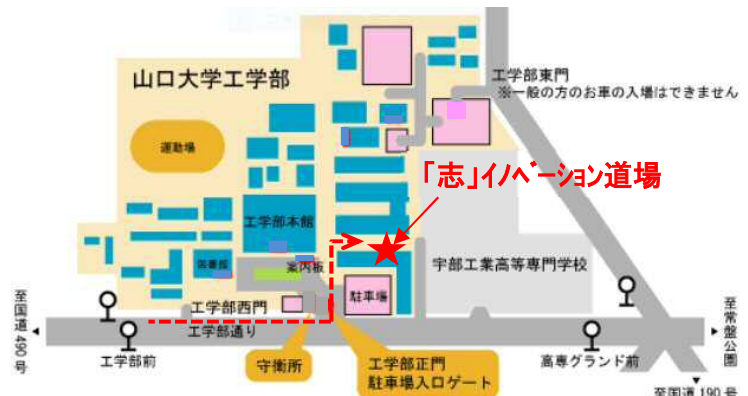 山口大学工学部
工学部東門
※一般の方のお車の入場はできません
運動場
「志」イノベーション道場
工学部本館
図書館
案内板
宇部工業高等専門学校
駐車場
工学部西門
至国道490号
工学部通り
至常盤公園
工学部前
守衛所
工学部正門
駐車場入口ゲート
高専グランド前
至国道190号